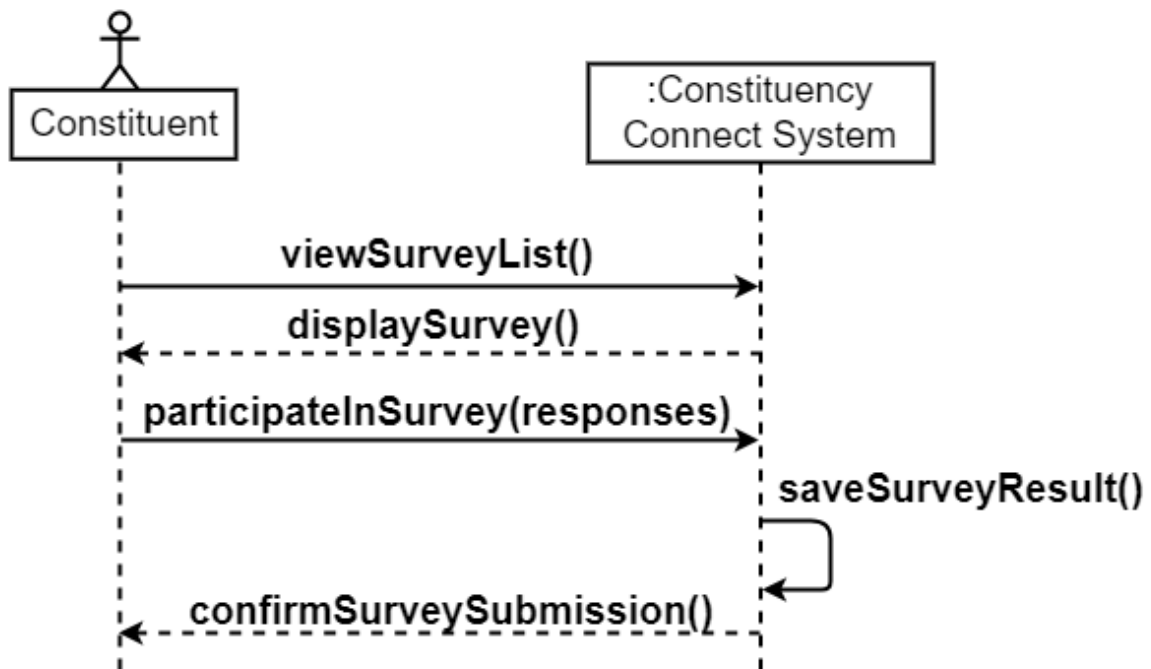 Constituent
:Constituency
Connect System
viewSurveyList()
displaySurvey()
participateInSurvey(responses)
saveSurveyResult()
confirmSurveySubmission()